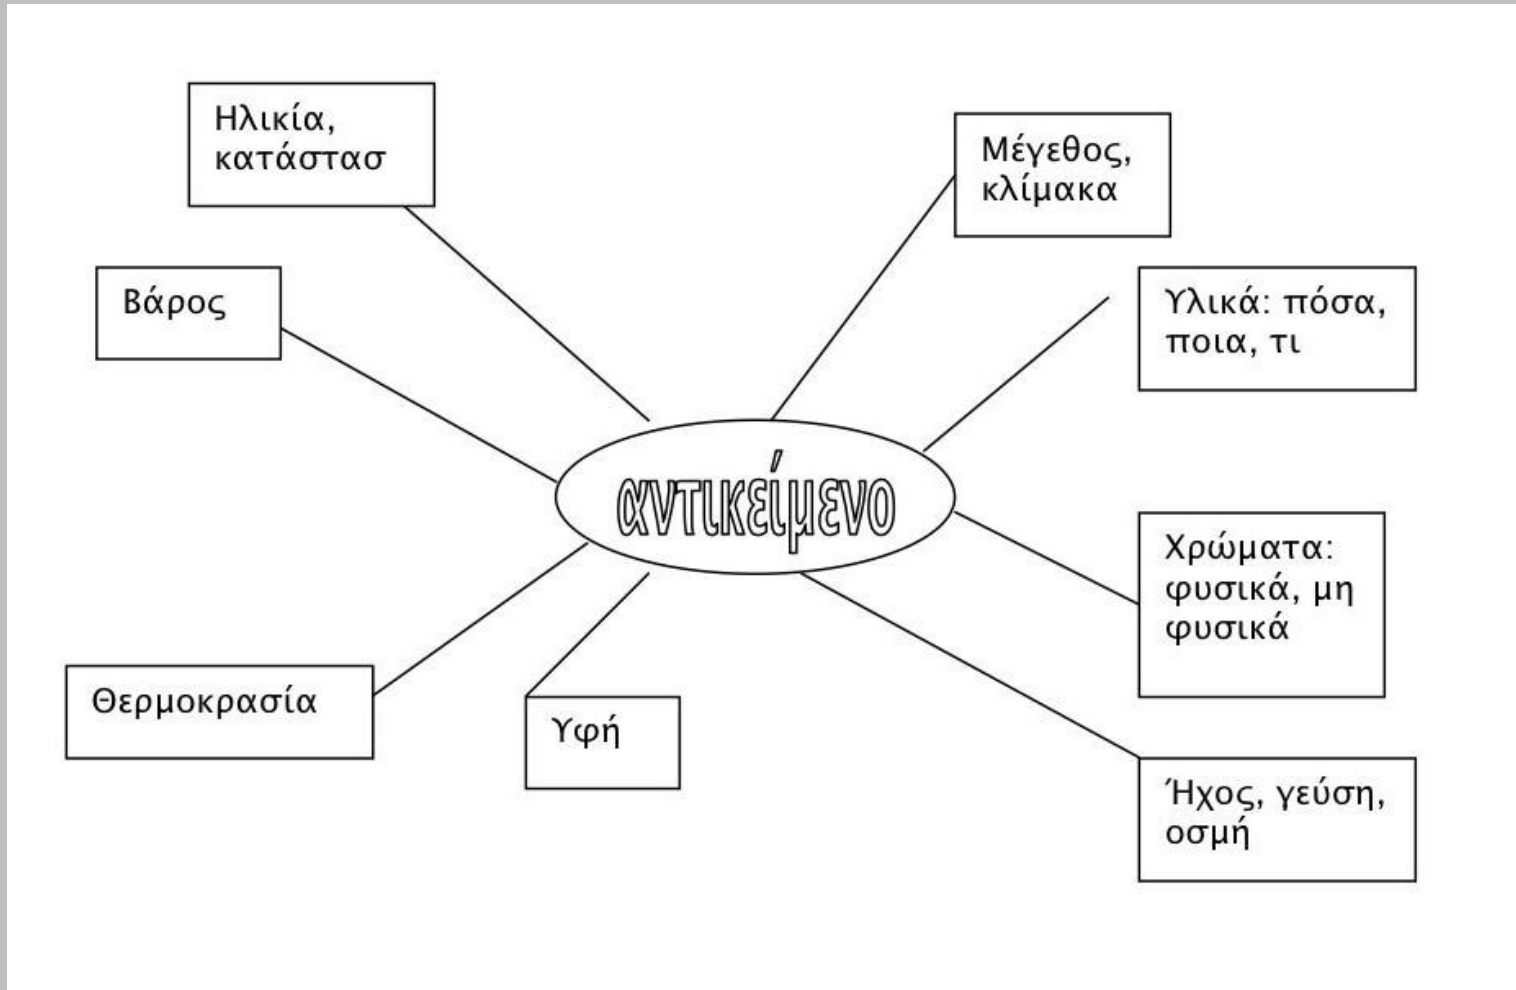 Ηλικία,
κατάστασ
Μέγεθος,
κλίμακα
Βάρος
Υλικά: πόσα,
ποια, τι
αντικείμενο
Χρώματα:
φυσικά, μη
φυσικά
Θερμοκρασία
Υφή
Ήχος, γεύση,
οσμή